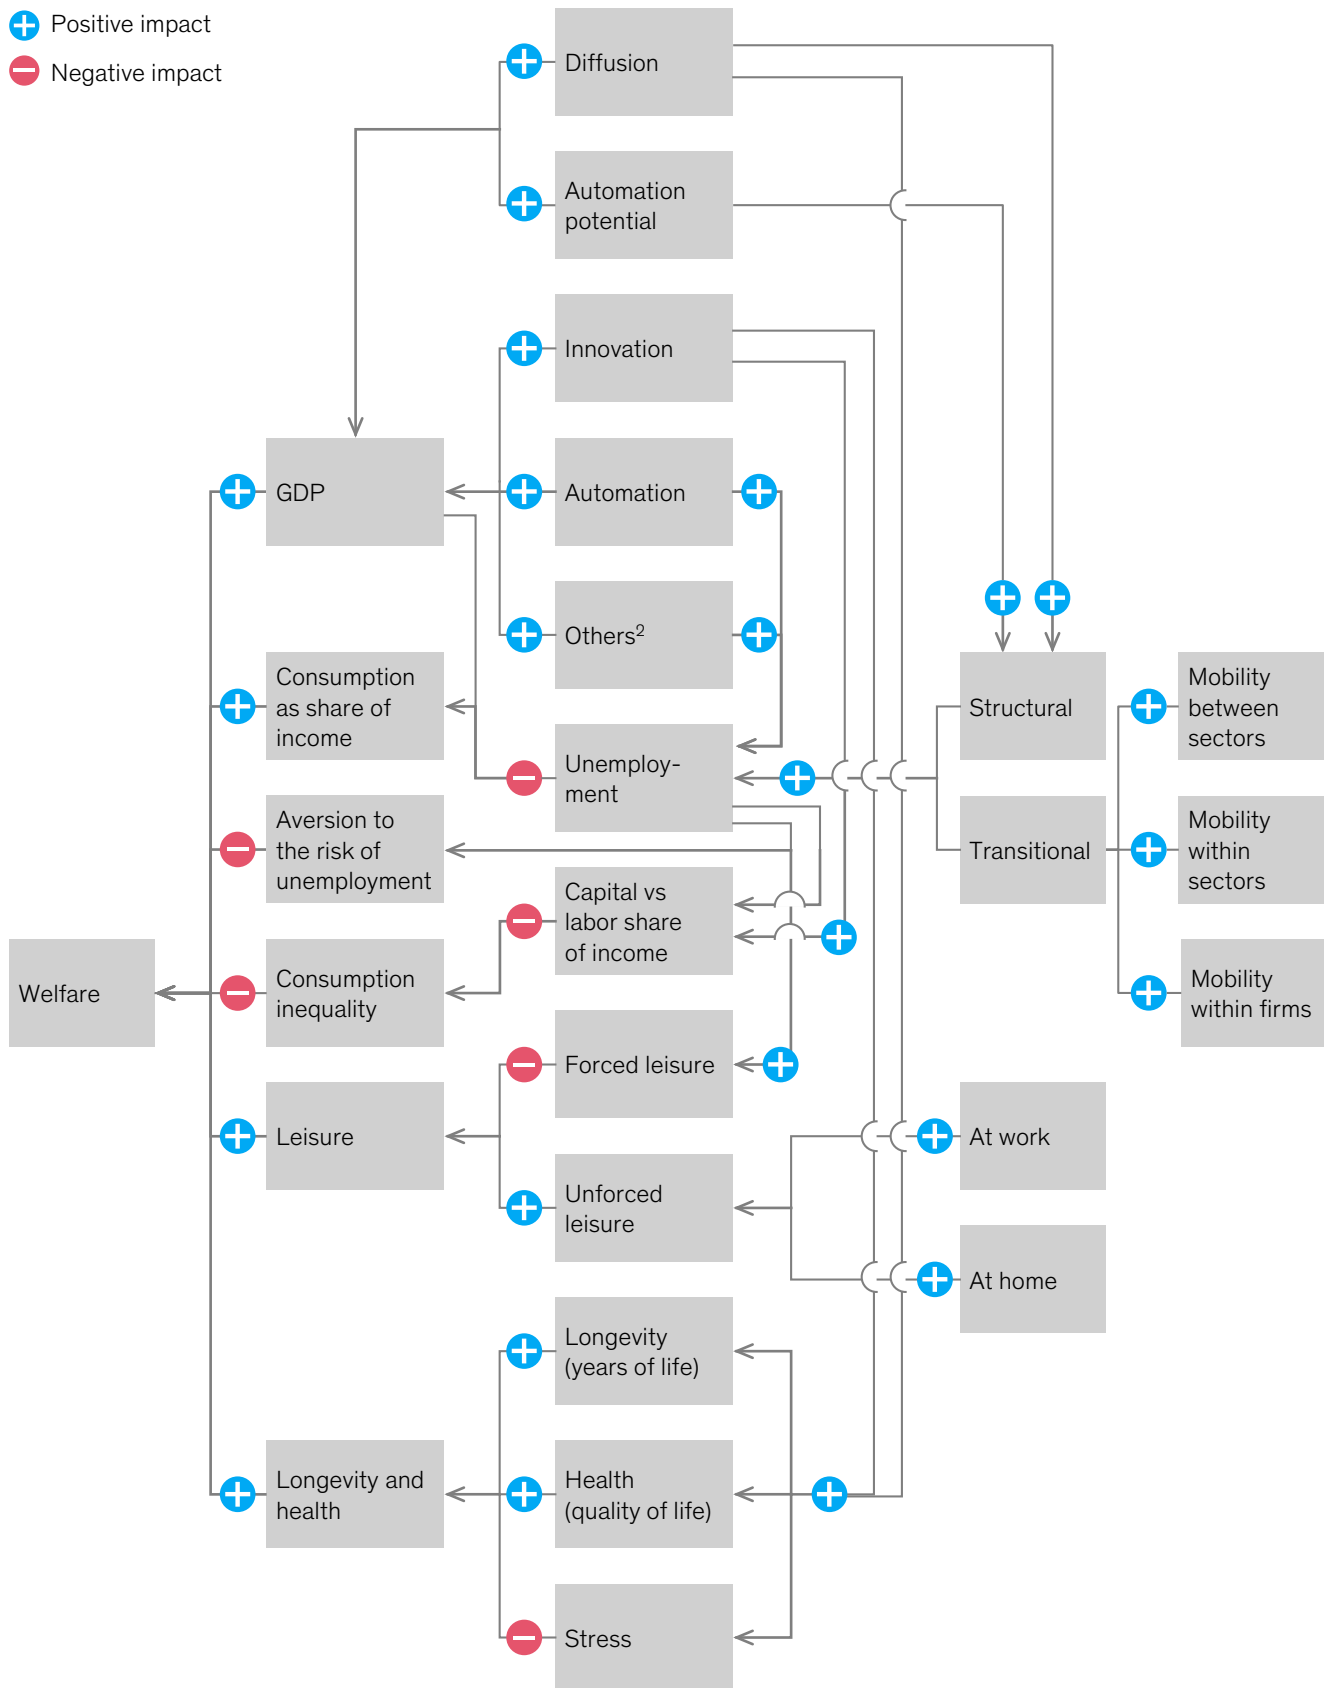 Positive impact
Negative impact
Diffusion
Automation
potential
Innovation
GDP
Automation
Others²
Consumption
as share of
income
Unemploy-
ment
Structural
Mobility
between
sectors
Aversion to
the risk of
unemployment
Transitional
Mobility
within
sectors
Capital vs
labor share
of income
Welfare
Consumption
inequality
Mobility
within firms
Forced leisure
Leisure
At work
Unforced
leisure
At home
Longevity
(years of life)
Longevity and
health
Health
(quality of life)
Stress